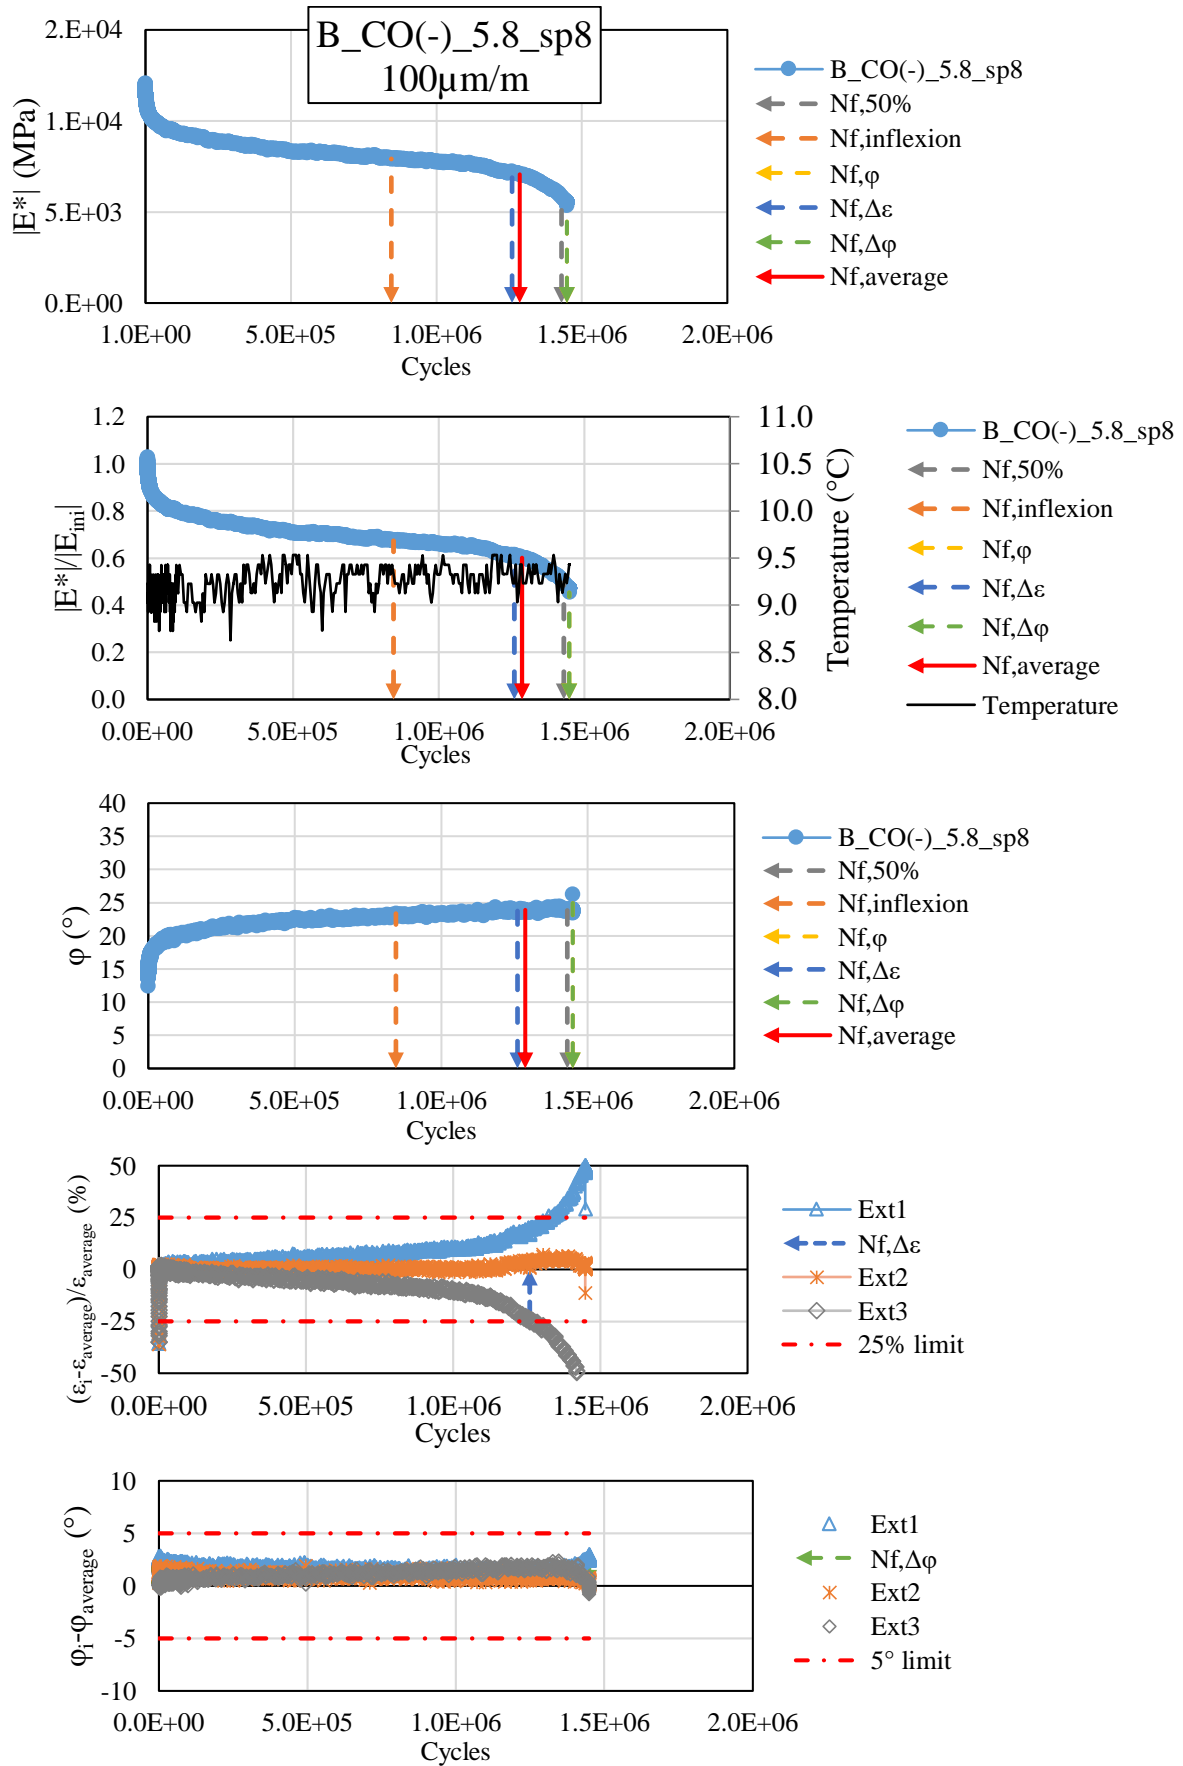 B_CO(-)_5.8_sp8
100µm/m
|E*| (MPa)
2.E+04
1.E+04
5.E+03
0.E+00
1.0E+00 5.0E+05 1.0E+06 1.5E+06 2.0E+06
Cycles
B_CO(-)_5.8_sp8
Nf,50%
Nf,inflexion
Nf,φ
Nf,Δε
Nf,Δφ
Nf,average
|E*|/|Eini|
1.2
1.0
0.8
0.6
0.4
0.2
0.0
0.0E+00 5.0E+05 1.0E+06 1.5E+06 2.0E+06
Cycles
11.0
10.5
10.0
9.5
9.0
8.5
8.0
Temperature (°C)
B_CO(-)_5.8_sp8
Nf,50%
Nf,inflexion
Nf,φ
Nf,Δε
Nf,Δφ
Nf,average
Temperature
φ (°)
40
35
30
25
20
15
10
5
0
0.0E+00 5.0E+05 1.0E+06 1.5E+06 2.0E+06
Cycles
B_CO(-)_5.8_sp8
Nf,50%
Nf,inflexion
Nf,φ
Nf,Δε
Nf,Δφ
Nf,average
(εi-εaverage)/εaverage (%)
50
25
0
-25
-50
0.0E+00 5.0E+05 1.0E+06 1.5E+06 2.0E+06
Cycles
Ext1
Nf,Δε
Ext2
Ext3
25% limit
φi-φaverage (°)
10
5
0
-5
-10
0.0E+00 5.0E+05 1.0E+06 1.5E+06 2.0E+06
Cycles
Ext1
Nf,Δφ
Ext2
Ext3
5° limit